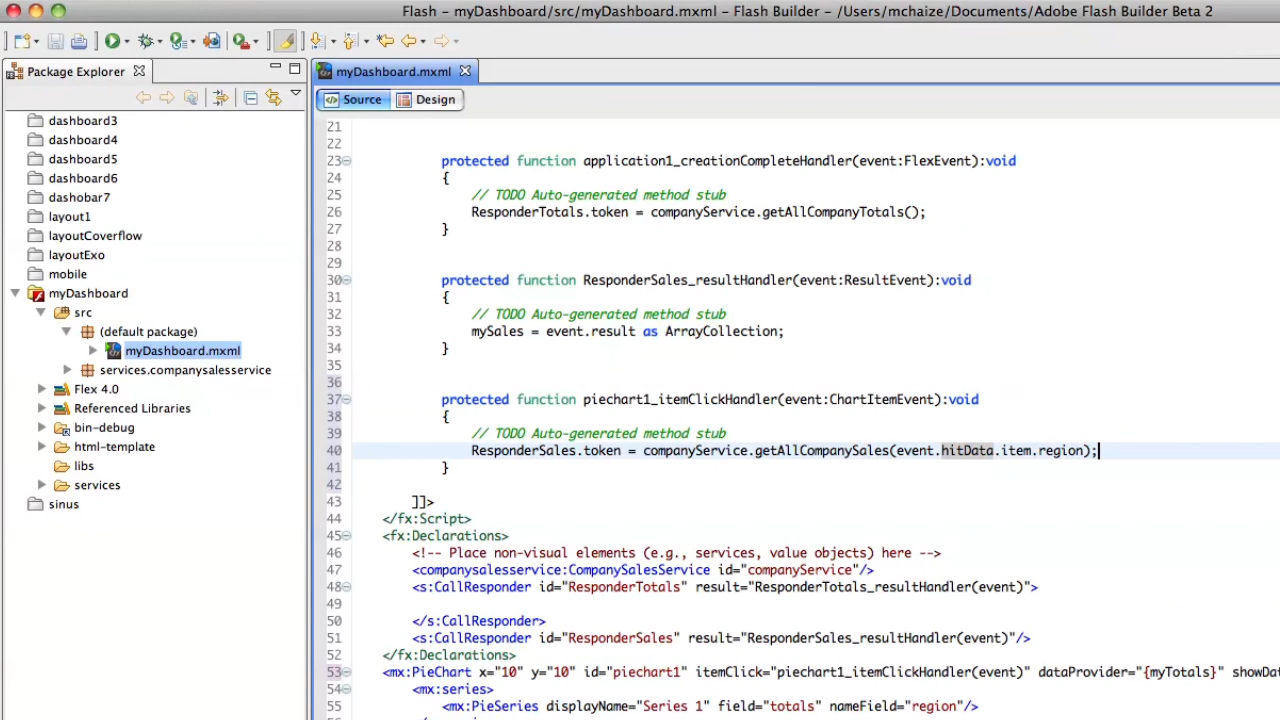 Flash - myDashboard/src/myDashboard.mxml - Flash Builder - /Users/mchaize/Documents/Adobe Flash Builder Beta 2
Package Explorer
myDashboard.mxml
Source
Design
dashboard3
dashboard4
dashboard5
dashboard6
dashobar7
layout1
layoutCoverflow
layoutExo
mobile
myDashboard
src
(default package)
myDashboard.mxml
services.companysalesservice
Flex 4.0
Referenced Libraries
bin-debug
html-template
libs
services
sinus
21
22
23 protected function application1_creationCompleteHandler(event:FlexEvent):void
24 {
25 // TODO Auto-generated method stub
26 ResponderTotals.token = companyService.getAllCompanyTotals();
27 }
28
29
30 protected function ResponderSales_resultHandler(event:ResultEvent):void
31 {
32 // TODO Auto-generated method stub
33 mySales = event.result as ArrayCollection;
34 }
35
36
37 protected function piechart1_itemClickHandler(event:ChartItemEvent):void
38 {
39 // TODO Auto-generated method stub
40 ResponderSales.token = companyService.getAllCompanySales(event.hitData.item.region);
41 }
42
43 ]]>
44 </fx:Script>
45 <fx:Declarations>
46 <!-- Place non-visual elements (e.g., services, value objects) here -->
47 <companysalesservice:CompanySalesService id="companyService"/>
48 <s:CallResponder id="ResponderTotals" result="ResponderTotals_resultHandler(event)">
49
50 </s:CallResponder>
51 <s:CallResponder id="ResponderSales" result="ResponderSales_resultHandler(event)"/>
52 </fx:Declarations>
53 <mx:PieChart x="10" y="10" id="piechart1" itemClick="piechart1_itemClickHandler(event)" dataProvider="{myTotals}" showDat
54 <mx:series>
55 <mx:PieSeries displayName="Series 1" field="totals" nameField="region"/>